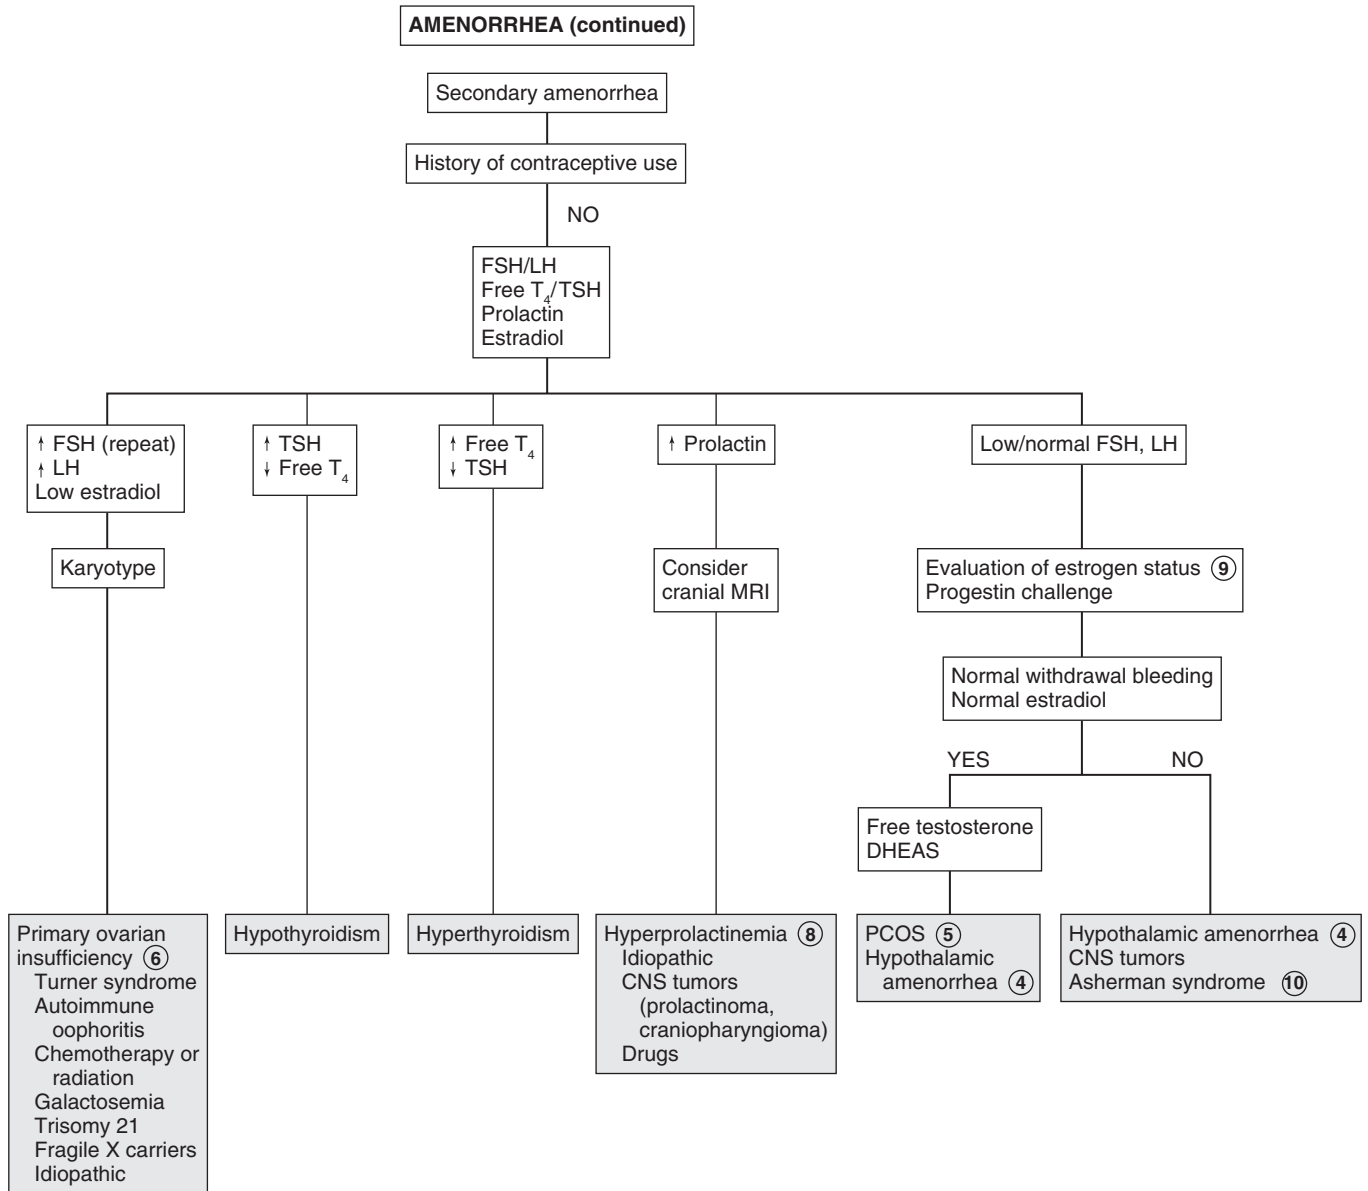 AMENORRHEA (continued)
Secondary amenorrhea
History of contraceptive use
NO
FSH/LH
Free T4/TSH
Prolactin
Estradiol
↑ FSH (repeat)
↑ LH
Low estradiol
↑ TSH
↓ Free T4
↑ Free T4
↓ TSH
↑ Prolactin
Low/normal FSH, LH
Karyotype
Consider
cranial MRI
Evaluation of estrogen status ⑨
Progestin challenge
Normal withdrawal bleeding
Normal estradiol
YES
NO
Free testosterone
DHEAS
Primary ovarian
insufficiency ⑥
Turner syndrome
Autoimmune
oophoritis
Chemotherapy or
radiation
Galactosemia
Trisomy 21
Fragile X carriers
Idiopathic
Hypothyroidism
Hyperthyroidism
Hyperprolactinemia ⑧
Idiopathic
CNS tumors
(prolactinoma,
craniopharyngioma)
Drugs
PCOS ⑤
Hypothalamic
amenorrhea ④
Hypothalamic amenorrhea ④
CNS tumors
Asherman syndrome ⑩